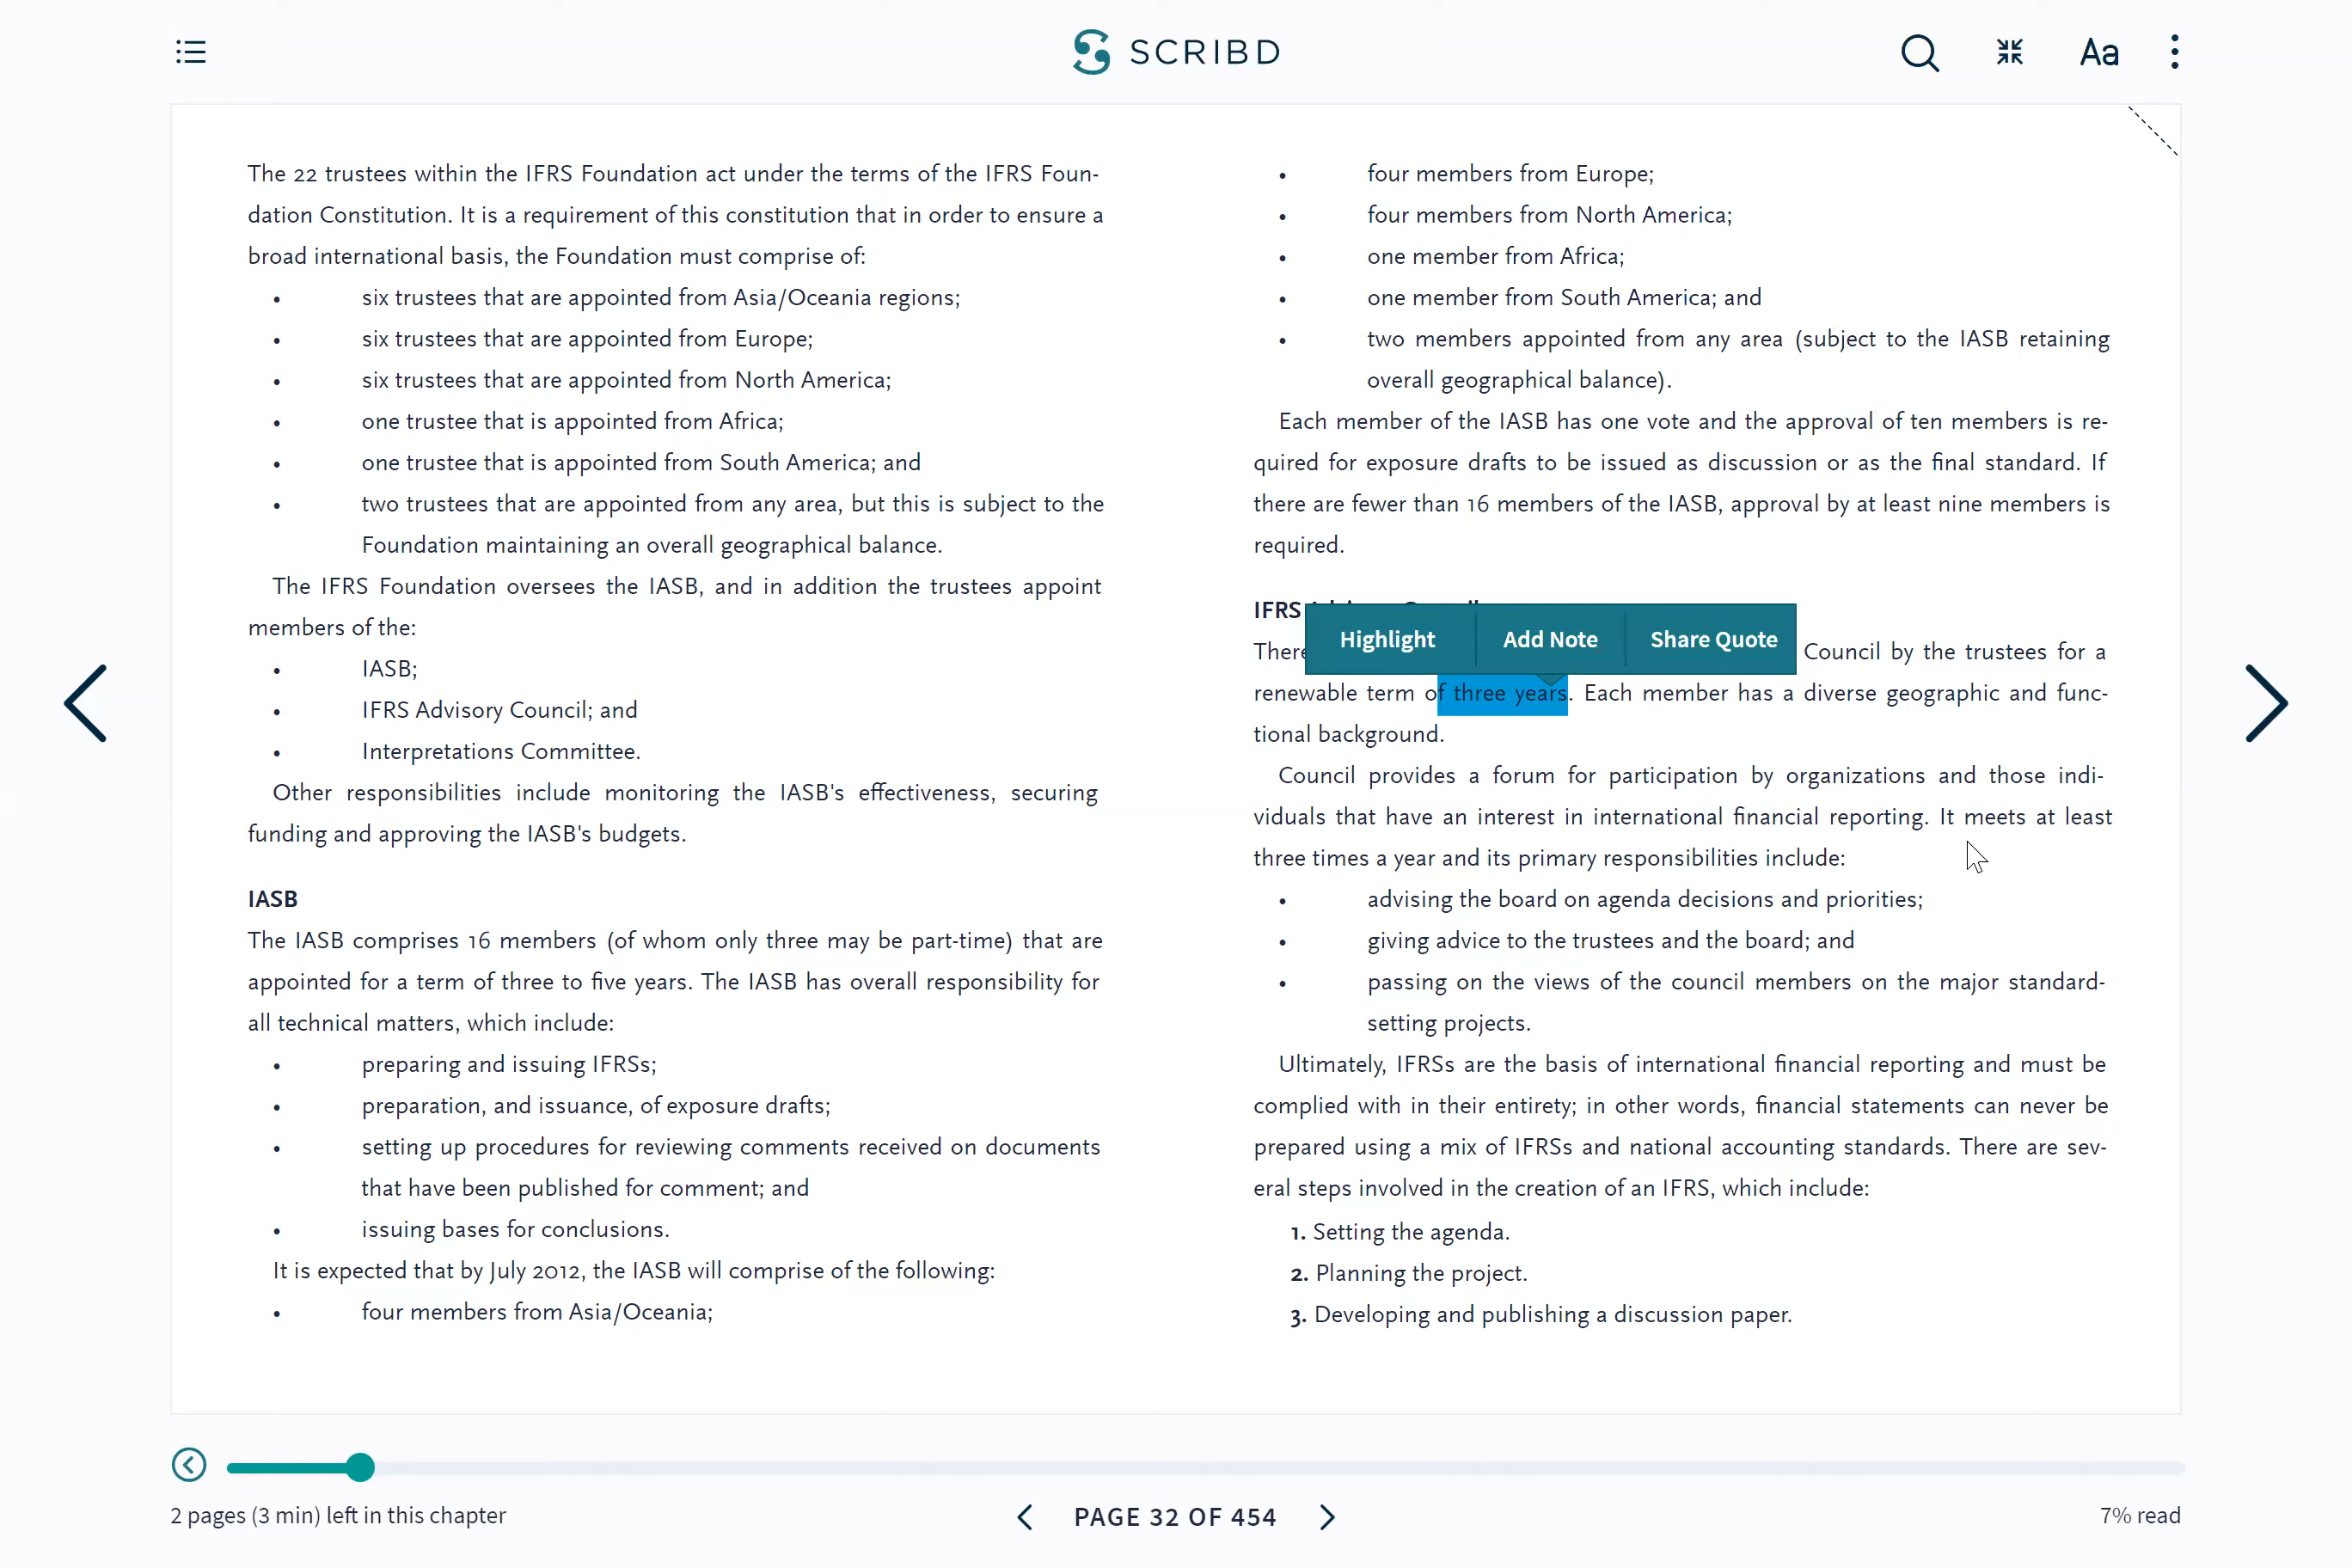 SCRIBD
Aa
The 22 trustees within the IFRS Foundation act under the terms of the IFRS Foun-
dation Constitution. It is a requirement of this constitution that in order to ensure a
broad international basis, the Foundation must comprise of:
• six trustees that are appointed from Asia/Oceania regions;
• six trustees that are appointed from Europe;
• six trustees that are appointed from North America;
• one trustee that is appointed from Africa;
• one trustee that is appointed from South America; and
• two trustees that are appointed from any area, but this is subject to the
Foundation maintaining an overall geographical balance.
The IFRS Foundation oversees the IASB, and in addition the trustees appoint
members of the:
• IASB;
• IFRS Advisory Council; and
• Interpretations Committee.
Other responsibilities include monitoring the IASB's effectiveness, securing
funding and approving the IASB's budgets.
IASB
The IASB comprises 16 members (of whom only three may be part-time) that are
appointed for a term of three to five years. The IASB has overall responsibility for
all technical matters, which include:
• preparing and issuing IFRSs;
• preparation, and issuance, of exposure drafts;
• setting up procedures for reviewing comments received on documents
that have been published for comment; and
• issuing bases for conclusions.
It is expected that by July 2012, the IASB will comprise of the following:
• four members from Asia/Oceania;
• four members from Europe;
• four members from North America;
• one member from Africa;
• one member from South America; and
• two members appointed from any area (subject to the IASB retaining
overall geographical balance).
Each member of the IASB has one vote and the approval of ten members is re-
quired for exposure drafts to be issued as discussion or as the final standard. If
there are fewer than 16 members of the IASB, approval by at least nine members is
required.
IFRS
Highlight Add Note Share Quote
There Council by the trustees for a
renewable term of three years. Each member has a diverse geographic and func-
tional background.
Council provides a forum for participation by organizations and those indi-
viduals that have an interest in international financial reporting. It meets at least
three times a year and its primary responsibilities include:
• advising the board on agenda decisions and priorities;
• giving advice to the trustees and the board; and
• passing on the views of the council members on the major standard-
setting projects.
Ultimately, IFRSs are the basis of international financial reporting and must be
complied with in their entirety; in other words, financial statements can never be
prepared using a mix of IFRSs and national accounting standards. There are sev-
eral steps involved in the creation of an IFRS, which include:
1. Setting the agenda.
2. Planning the project.
3. Developing and publishing a discussion paper.
2 pages (3 min) left in this chapter
PAGE 32 OF 454
7% read